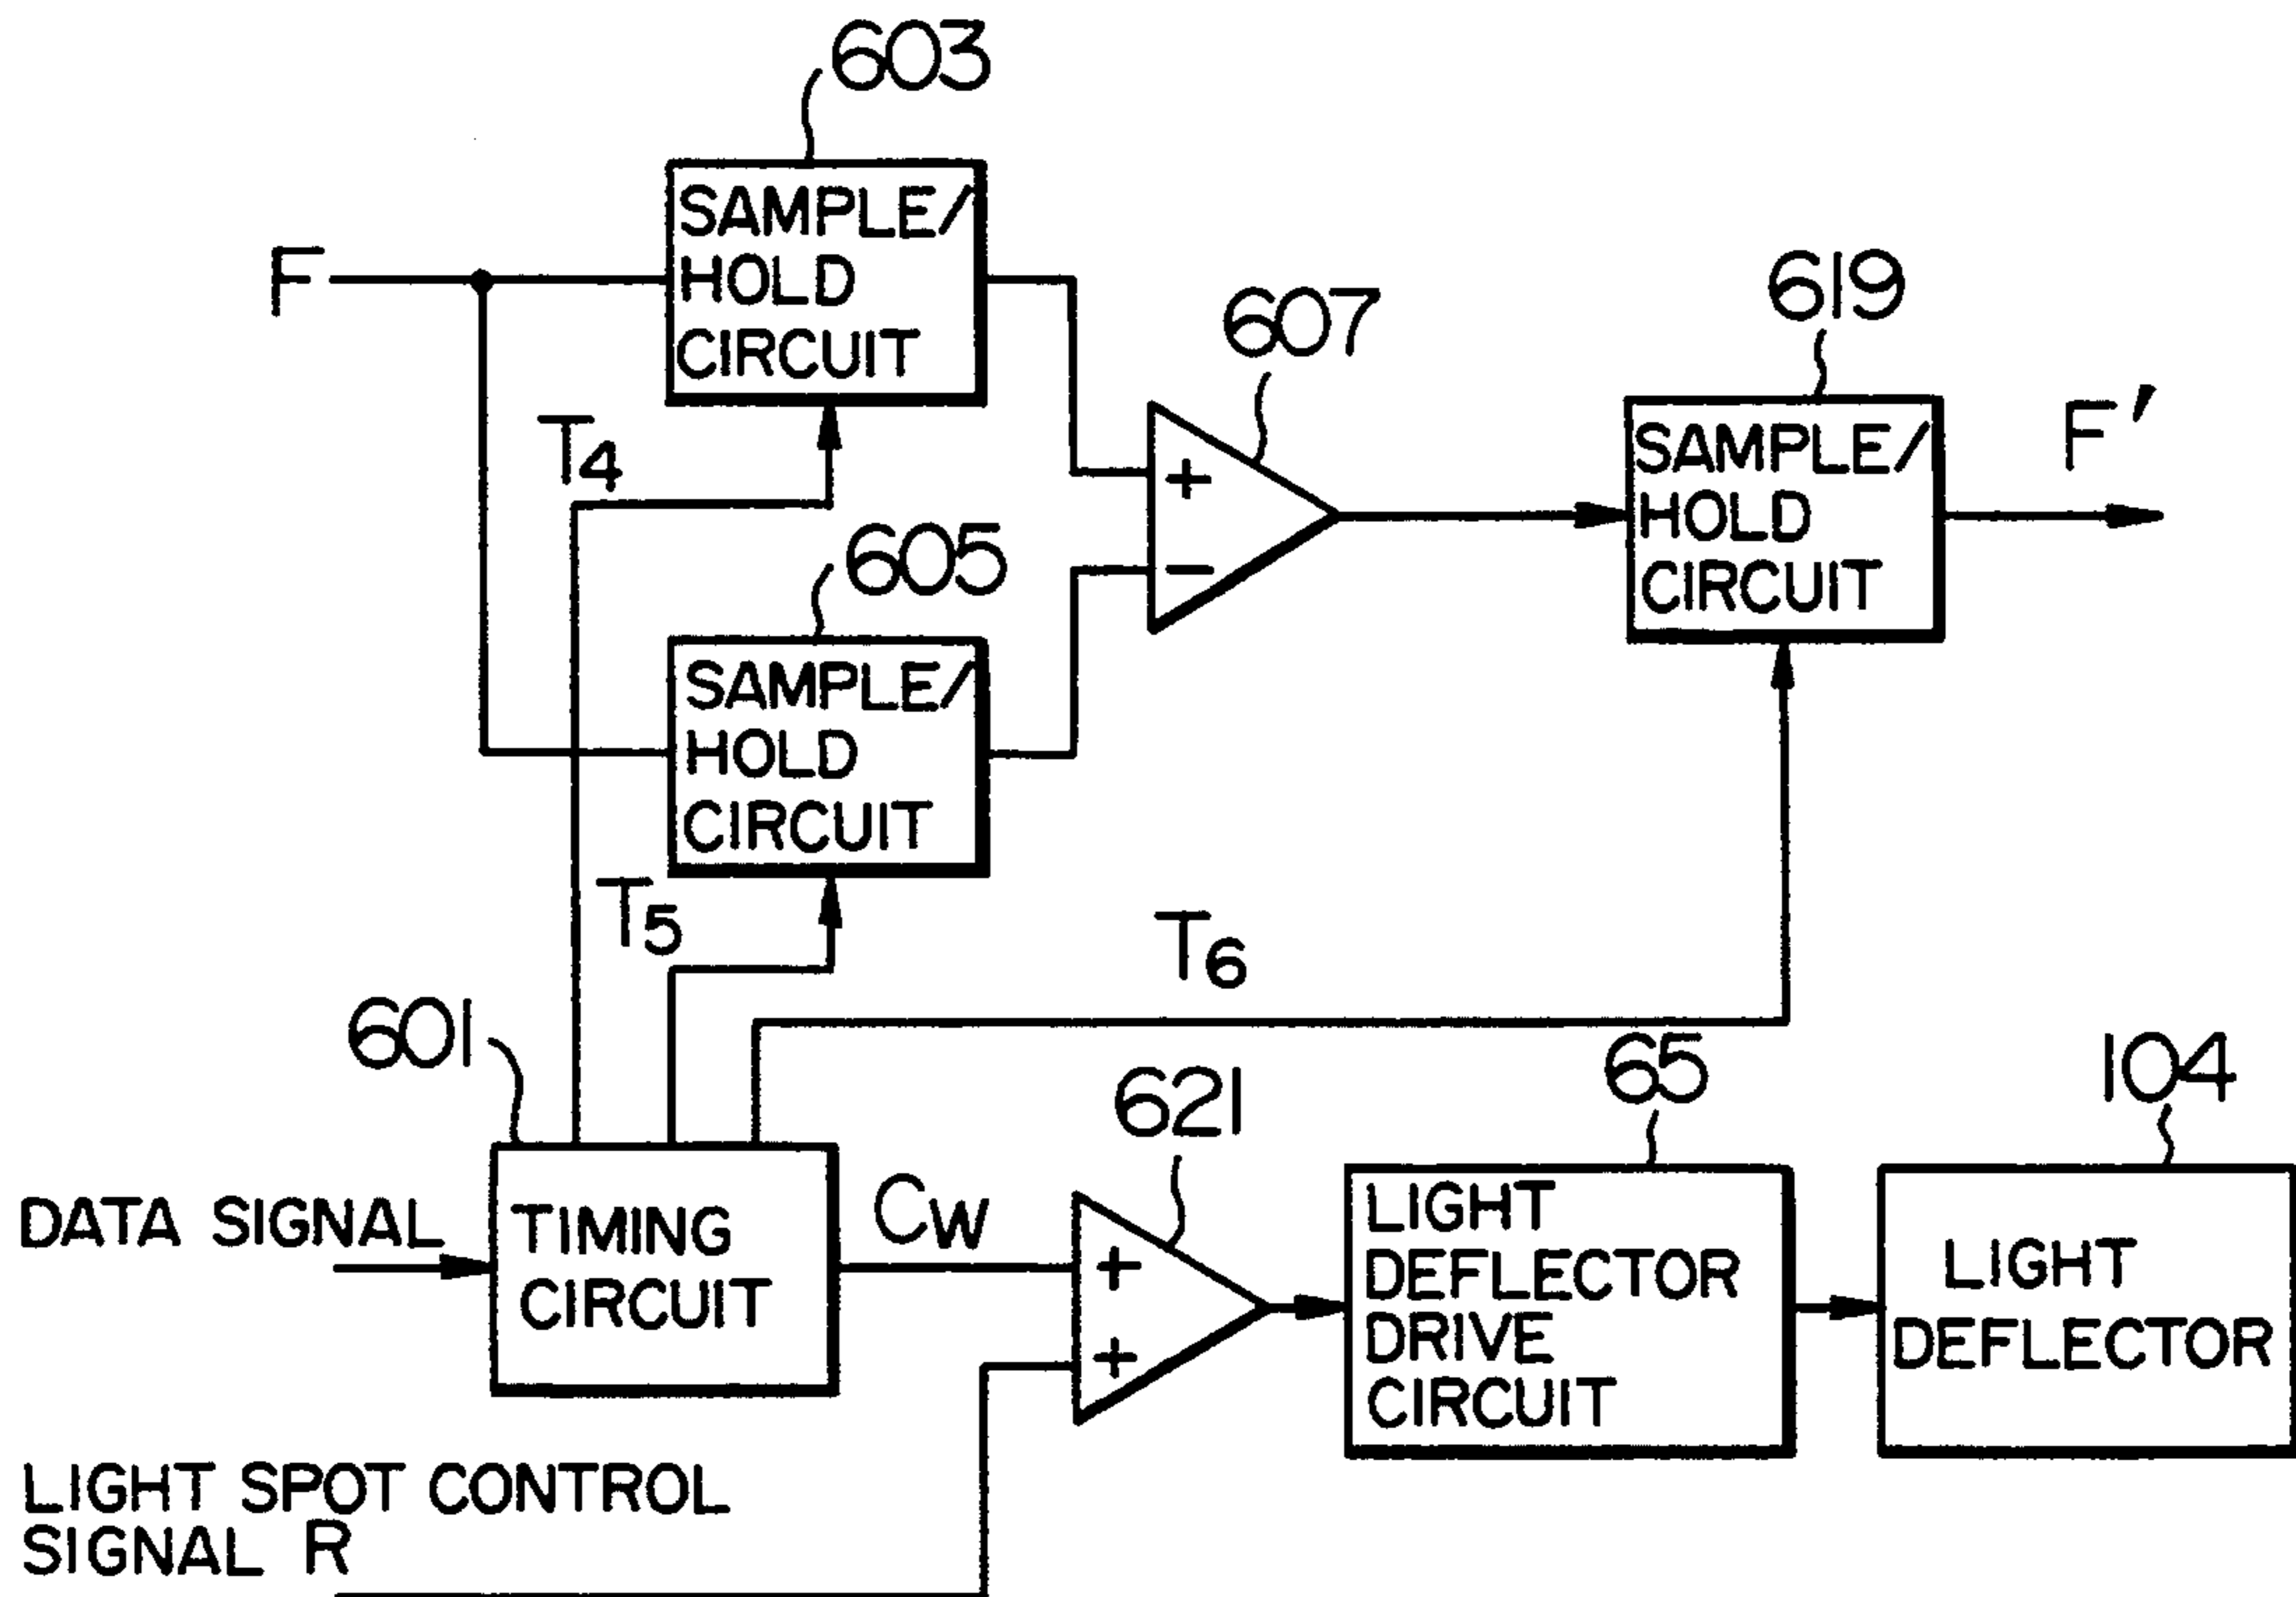 603
SAMPLE/
HOLD
CIRCUIT
F
607
619
SAMPLE/
HOLD
CIRCUIT
F'
T4
+
−
605
SAMPLE/
HOLD
CIRCUIT
T5
T6
601
621
65
104
DATA SIGNAL
TIMING
CIRCUIT
CW
+
+
LIGHT
DEFLECTOR
DRIVE
CIRCUIT
LIGHT
DEFLECTOR
LIGHT SPOT CONTROL
SIGNAL R